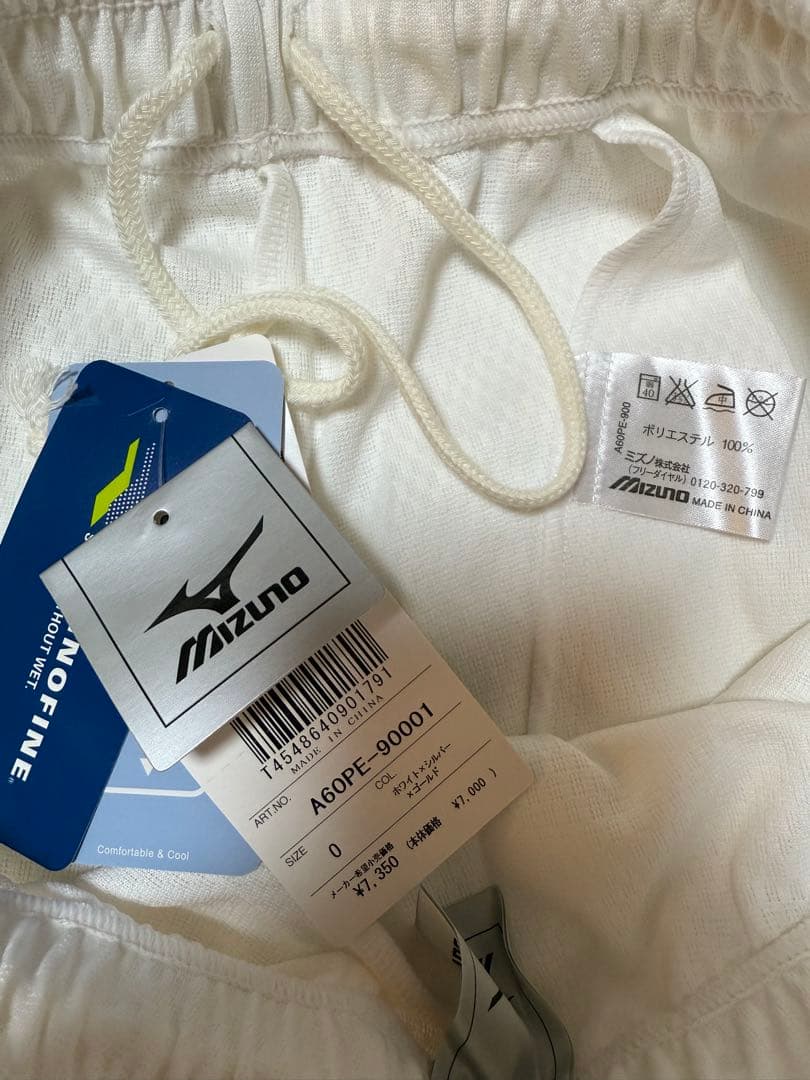 40
中
A60PE-900
ポリエステル 100%
ミズノ株式会社
(フリーダイヤル) 0120-320-799
MIZUNO MADE IN CHINA
MIZUNO
NOFINE®
HOUT WET.
Comfortable & Cool
T4548640901791
MADE IN CHINA
ART.NO. A60PE-90001
COL. ホワイト×シルバー
×ゴールド
SIZE 0
メーカー希望小売価格 (本体価格 ¥7,000 )
¥7,350